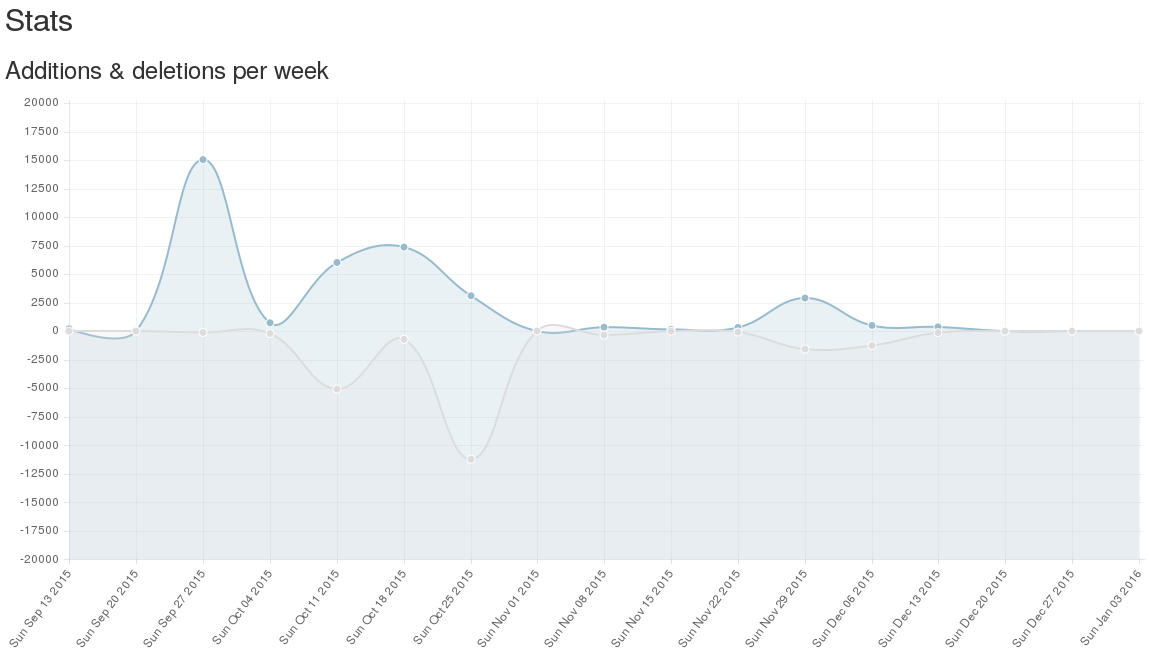 Stats
Additions & deletions per week
20000
17500
15000
12500
10000
7500
5000
2500
0
-2500
-5000
-7500
-10000
-12500
-15000
-17500
-20000
Sun Sep 13 2015
Sun Sep 20 2015
Sun Sep 27 2015
Sun Oct 04 2015
Sun Oct 11 2015
Sun Oct 18 2015
Sun Oct 25 2015
Sun Nov 01 2015
Sun Nov 08 2015
Sun Nov 15 2015
Sun Nov 22 2015
Sun Nov 29 2015
Sun Dec 06 2015
Sun Dec 13 2015
Sun Dec 20 2015
Sun Dec 27 2015
Sun Jan 03 2016